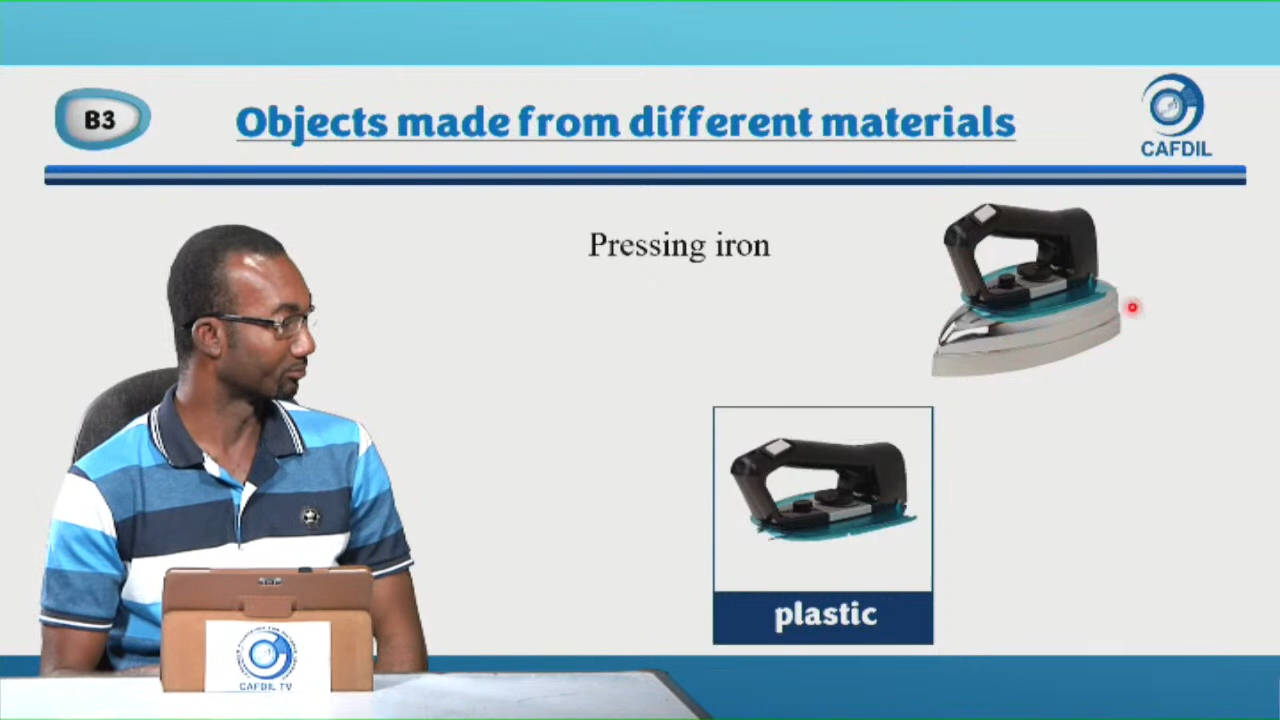 B3
Objects made from different materials
CAFDIL
Pressing iron
plastic
CAFDIL TV